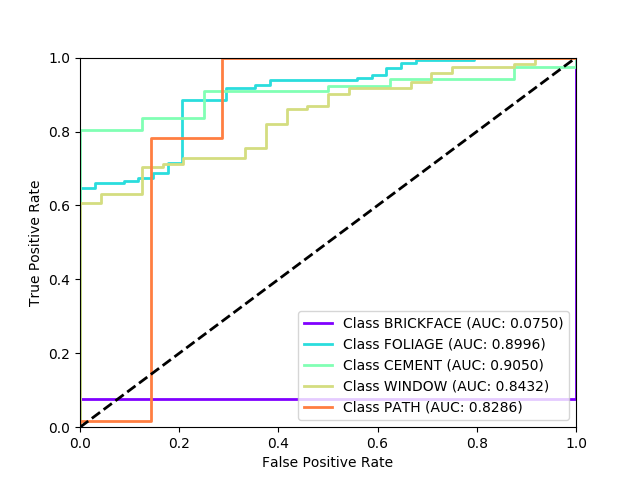 1.0
0.8
0.6
0.4
0.2
0.0
True Positive Rate
Class BRICKFACE (AUC: 0.0750)
Class FOLIAGE (AUC: 0.8996)
Class CEMENT (AUC: 0.9050)
Class WINDOW (AUC: 0.8432)
Class PATH (AUC: 0.8286)
0.0 0.2 0.4 0.6 0.8 1.0
False Positive Rate